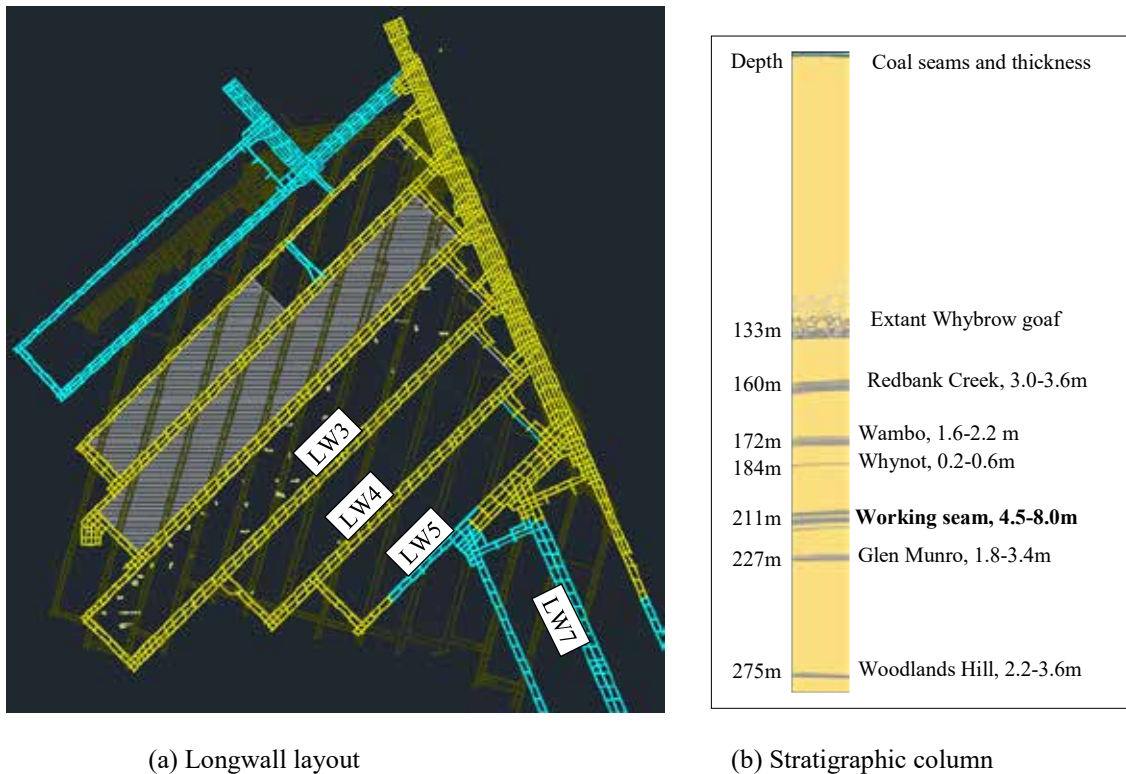 LW3
LW4
LW5
LW7
Depth Coal seams and thickness
133m Extant Whybrow goaf
160m Redbank Creek, 3.0-3.6m
172m Wambo, 1.6-2.2 m
184m Whynot, 0.2-0.6m
211m Working seam, 4.5-8.0m
227m Glen Munro, 1.8-3.4m
275m Woodlands Hill, 2.2-3.6m
(a) Longwall layout
(b) Stratigraphic column